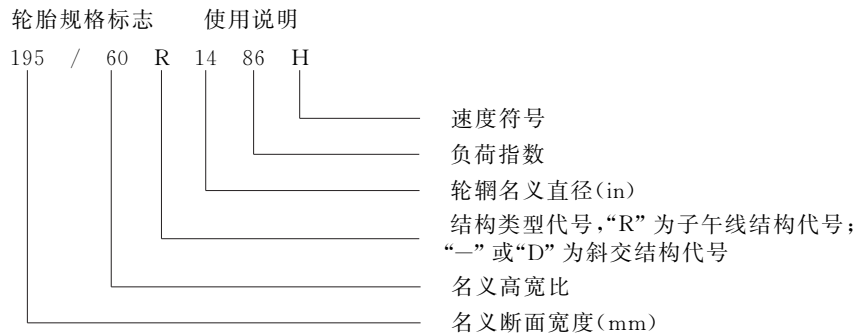 轮胎规格标志 使用说明
195 / 60 R 14 86 H
速度符号
负荷指数
轮辋名义直径(in)
结构类型代号,“R”为子午线结构代号;
“—”或“D”为斜交结构代号
名义高宽比
名义断面宽度(mm)